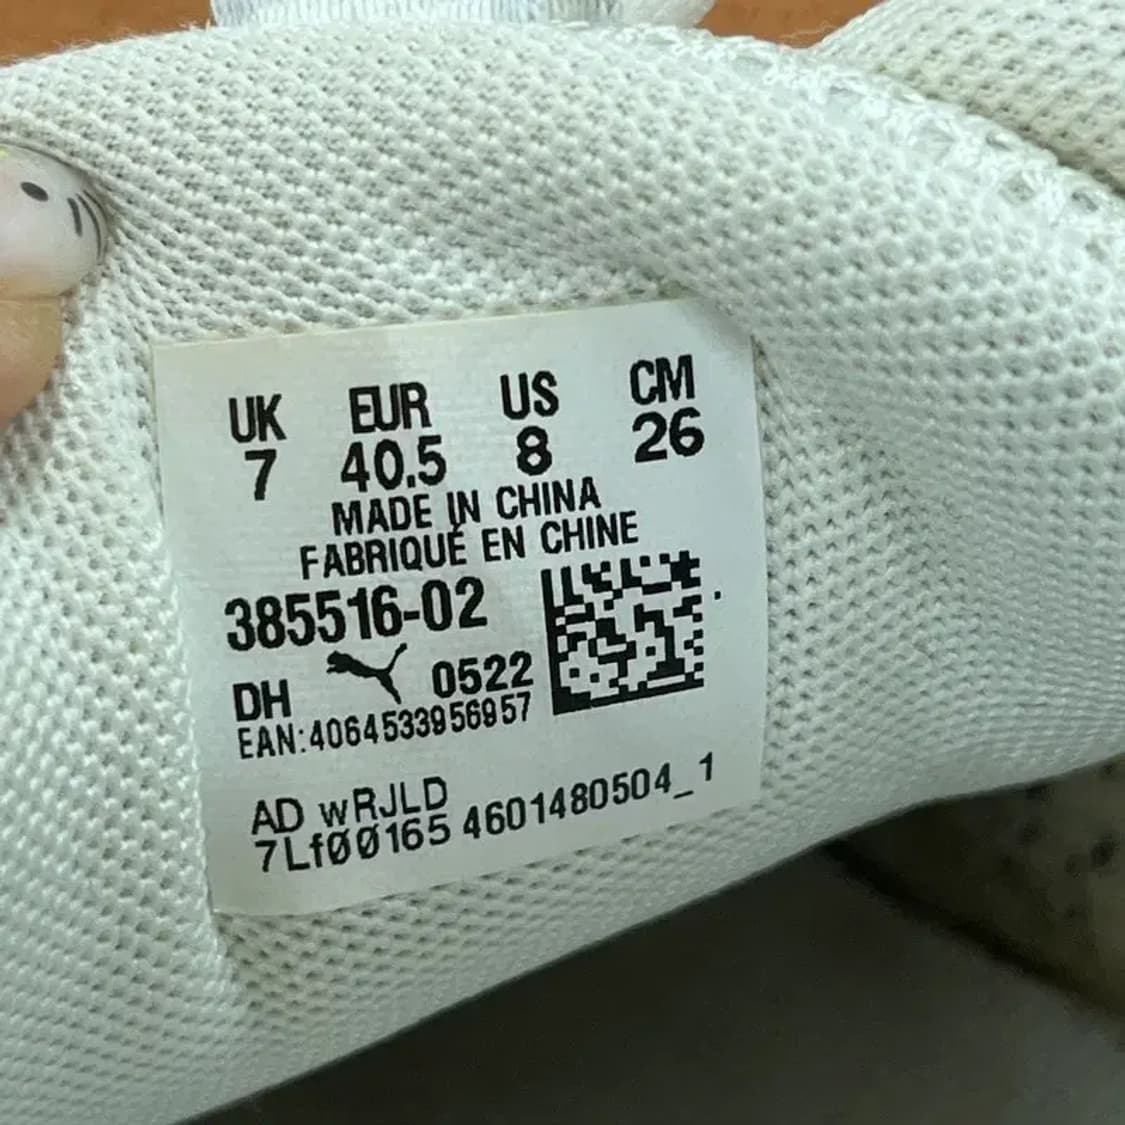 UK EUR US CM
7 40.5 8 26
MADE IN CHINA
FABRIQUÉ EN CHINE
385516-02
DH 0522
EAN:4064533956957
AD wRJLD
7Lf00165 4601480504_1